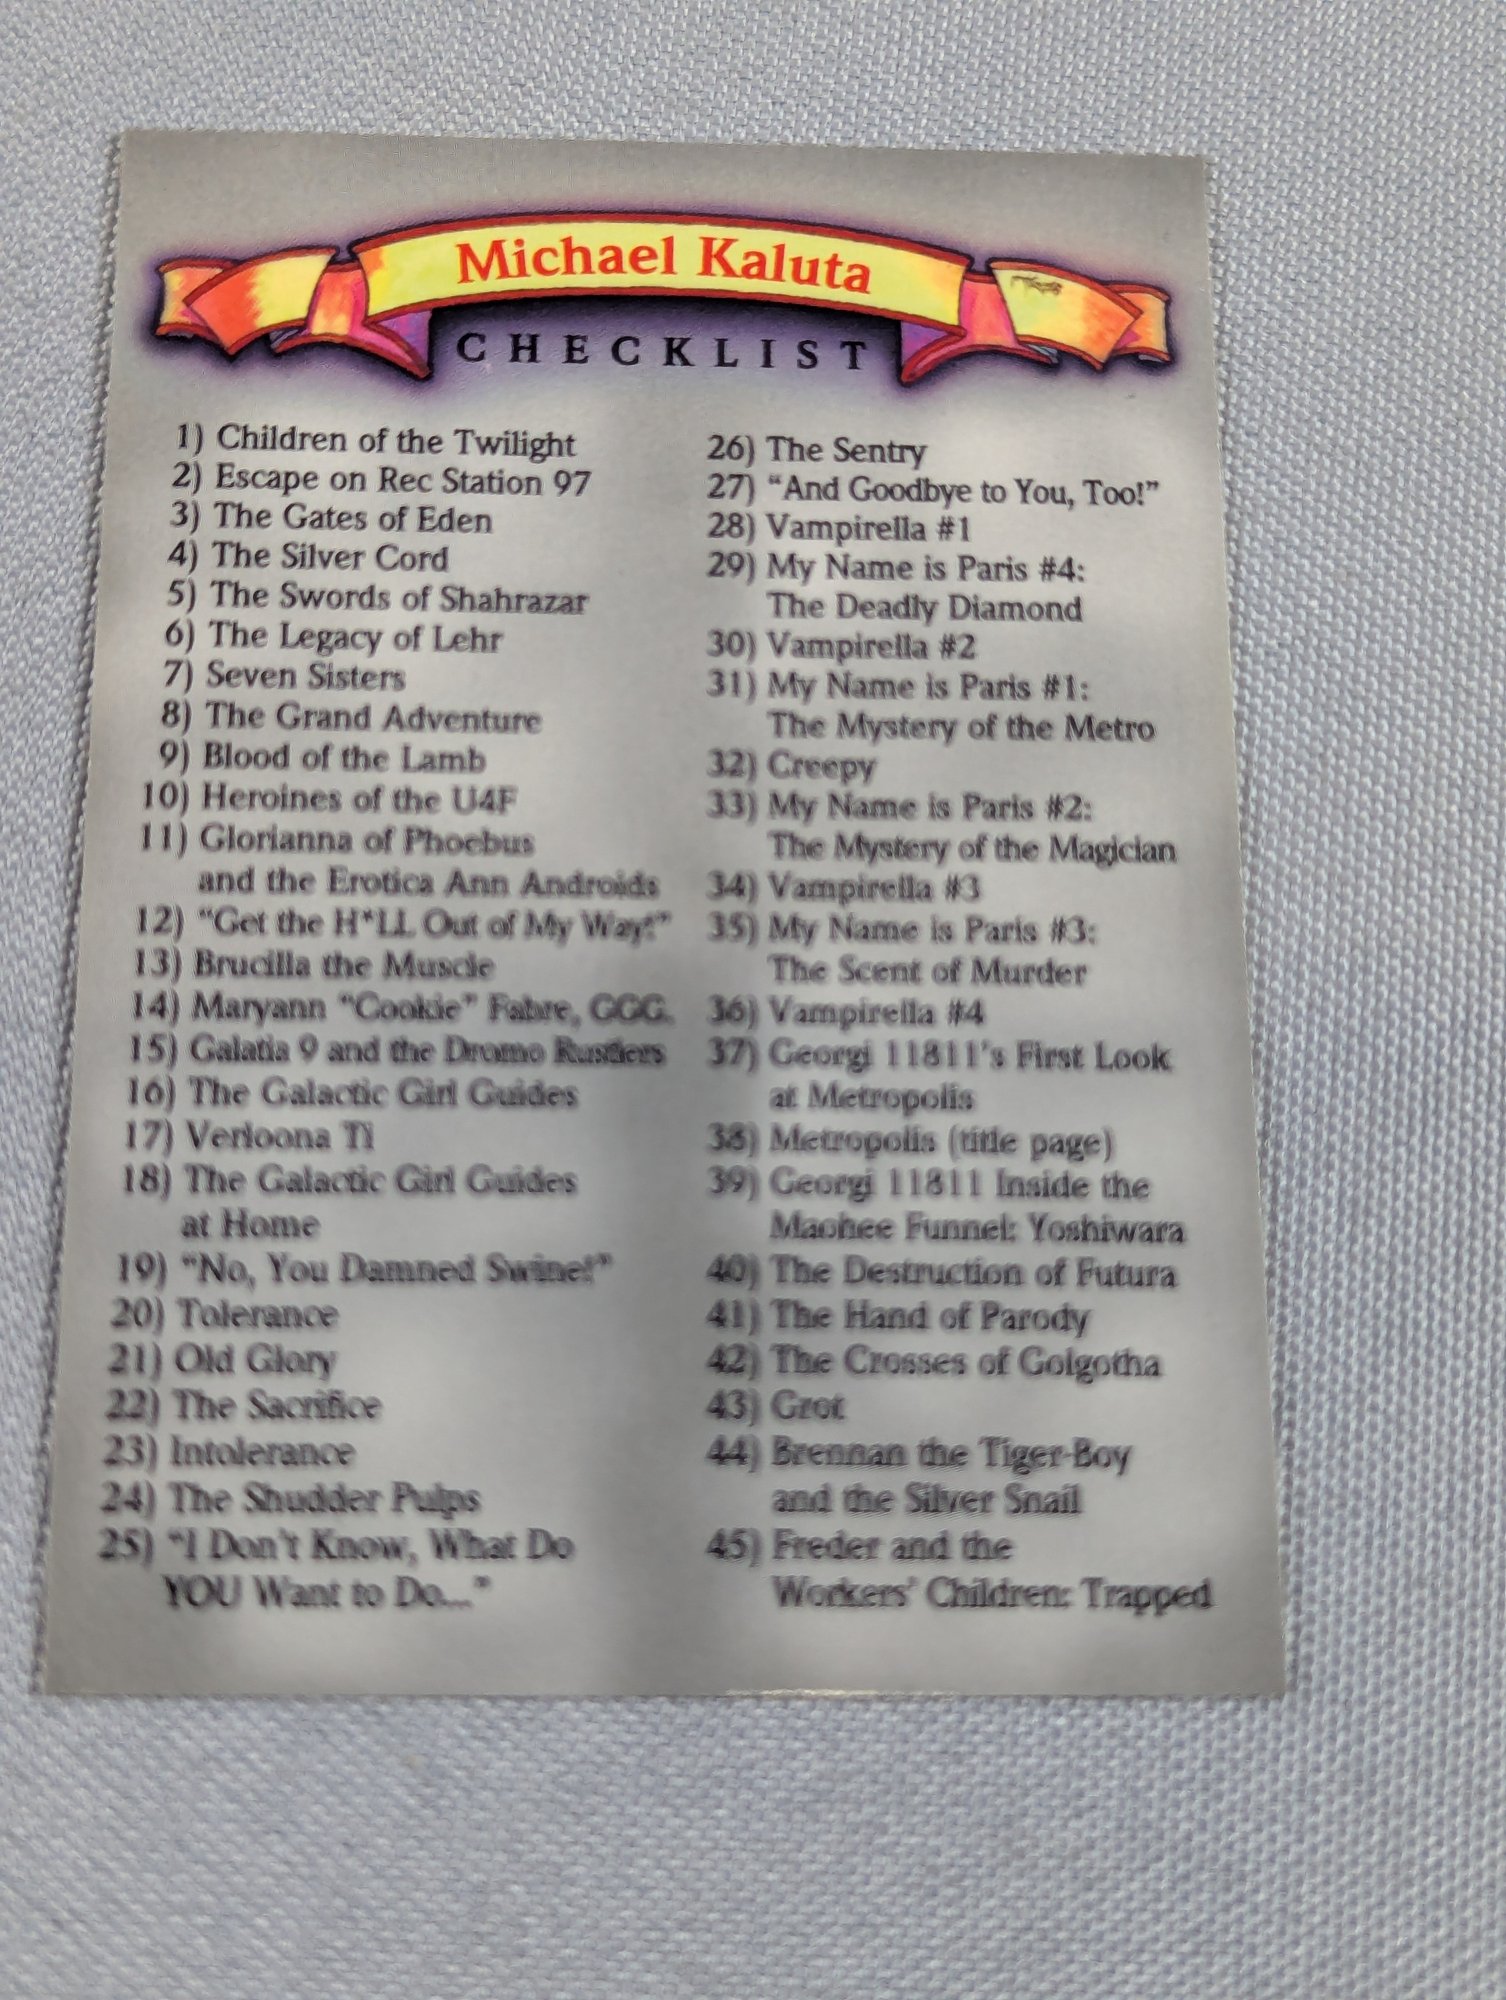 Michael Kaluta
CHECKLIST
1) Children of the Twilight
2) Escape on Rec Station 97
3) The Gates of Eden
4) The Silver Cord
5) The Swords of Shahrazar
6) The Legacy of Lehr
7) Seven Sisters
8) The Grand Adventure
9) Blood of the Lamb
10) Heroines of the U4F
11) Glorianna of Phoebus
and the Erotica Ann Androids
12) "Get the H*LL Out of My Way!"
13) Brucilla the Muscle
14) Maryann "Cookie" Fabre, GGG.
15) Galatia 9 and the Dromo Rustlers
16) The Galactic Girl Guides
17) Verloona Ti
18) The Galactic Girl Guides
at Home
19) "No, You Damned Swine!"
20) Tolerance
21) Old Glory
22) The Sacrifice
23) Intolerance
24) The Shudder Pulps
25) "I Don't Know, What Do
YOU Want to Do..."
26) The Sentry
27) "And Goodbye to You, Too!"
28) Vampirella #1
29) My Name is Paris #4:
The Deadly Diamond
30) Vampirella #2
31) My Name is Paris #1:
The Mystery of the Metro
32) Creepy
33) My Name is Paris #2:
The Mystery of the Magician
34) Vampirella #3
35) My Name is Paris #3:
The Scent of Murder
36) Vampirella #4
37) Georgi 11811's First Look
at Metropolis
38) Metropolis (title page)
39) Georgi 11811 Inside the
Maohee Funnel: Yoshiwara
40) The Destruction of Futura
41) The Hand of Parody
42) The Crosses of Golgotha
43) Grot
44) Brennan the Tiger-Boy
and the Silver Snail
45) Freder and the
Workers' Children: Trapped